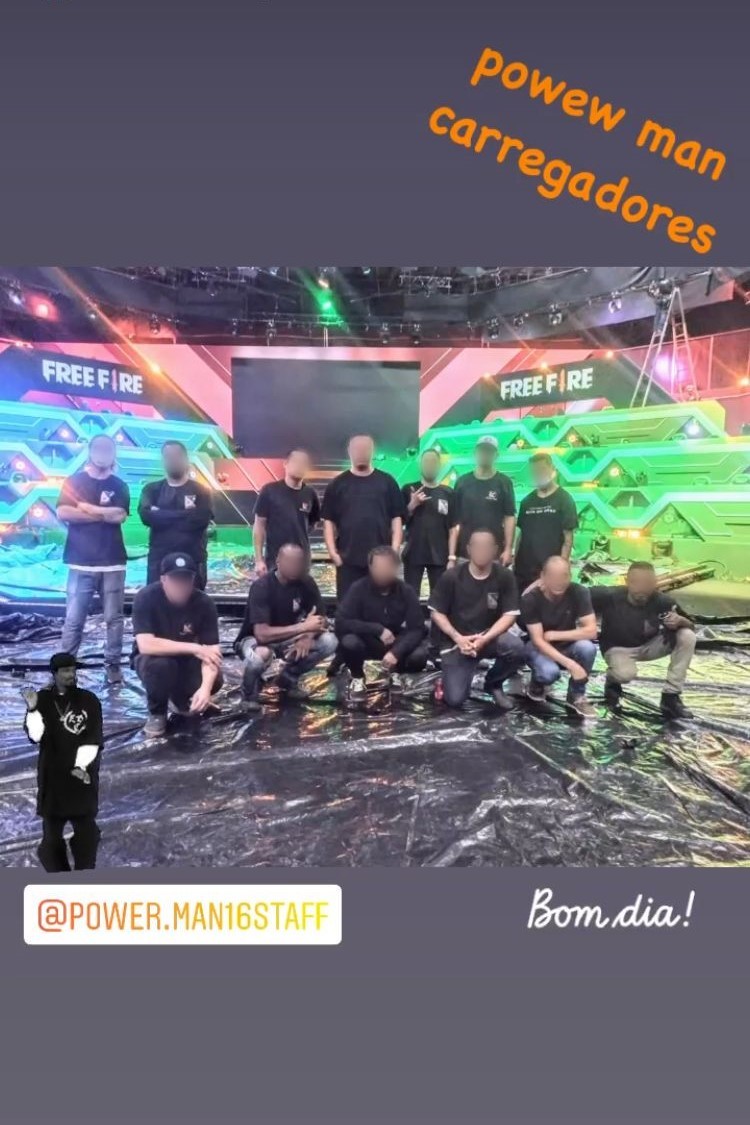 powew man
carregadores
FREE FIRE
FREE FIRE
@POWER.MAN16STAFF
Bom dia!